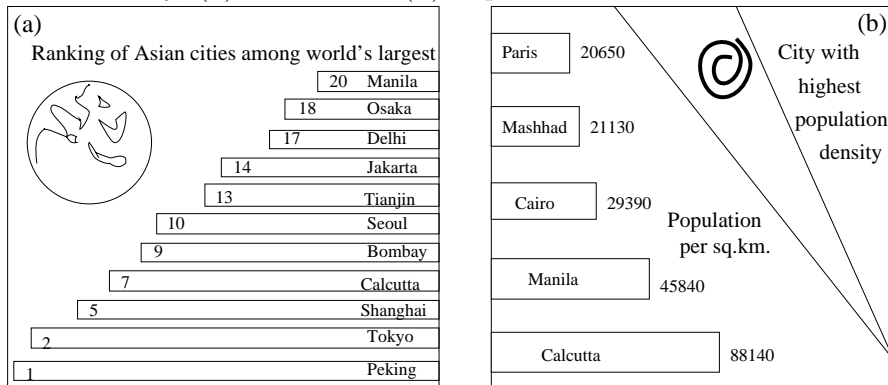 (a)
Ranking of Asian cities among world's largest
20 Manila
18 Osaka
17 Delhi
14 Jakarta
13 Tianjin
10 Seoul
9 Bombay
7 Calcutta
5 Shanghai
2 Tokyo
1 Peking
(b)
City with
highest
population
density
Paris 20650
Mashhad 21130
Cairo 29390
Population
per sq.km.
Manila 45840
Calcutta 88140